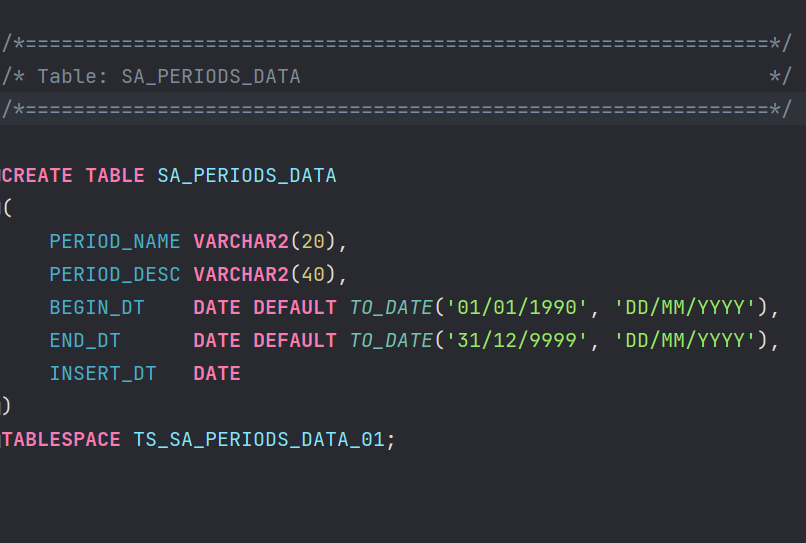 /*==============================================================*/
/* Table: SA_PERIODS_DATA                                       */
/*==============================================================*/
CREATE TABLE SA_PERIODS_DATA
(
    PERIOD_NAME VARCHAR2(20),
    PERIOD_DESC VARCHAR2(40),
    BEGIN_DT    DATE DEFAULT TO_DATE('01/01/1990', 'DD/MM/YYYY'),
    END_DT      DATE DEFAULT TO_DATE('31/12/9999', 'DD/MM/YYYY'),
    INSERT_DT   DATE
)
TABLESPACE TS_SA_PERIODS_DATA_01;